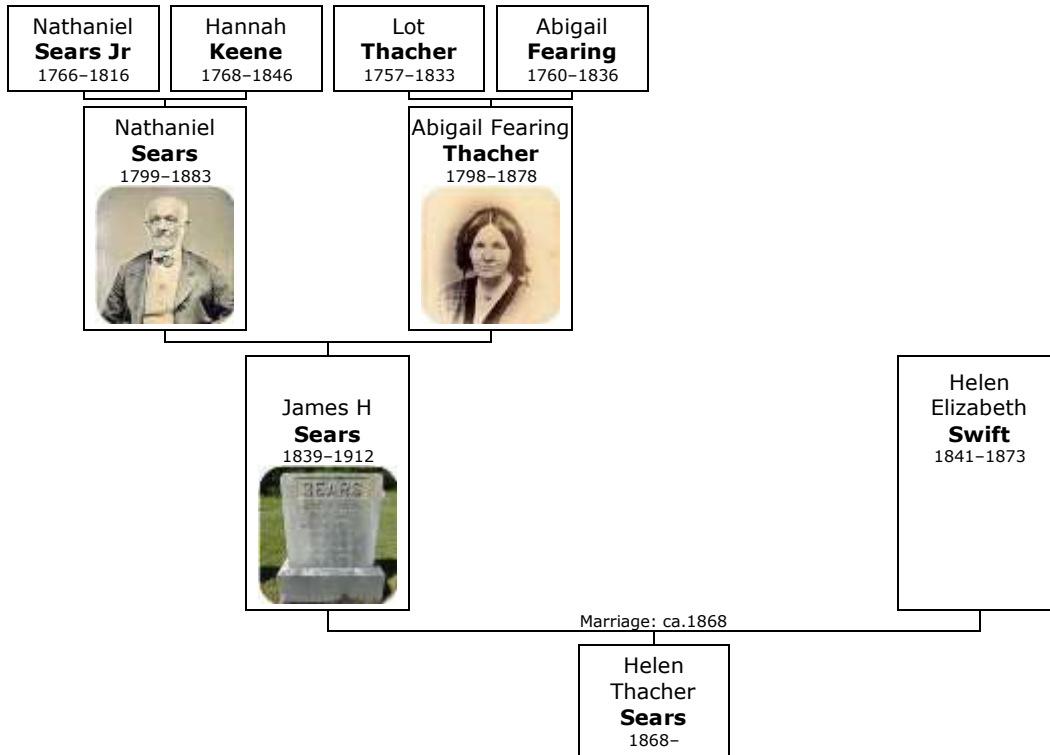 Nathaniel
Sears Jr
1766–1816
Hannah
Keene
1768–1846
Lot
Thacher
1757–1833
Abigail
Fearing
1760–1836
Nathaniel
Sears
1799–1883
Abigail Fearing
Thacher
1798–1878
James H
Sears
1839–1912
SEARS
Helen
Elizabeth
Swift
1841–1873
Marriage: ca.1868
Helen
Thacher
Sears
1868–